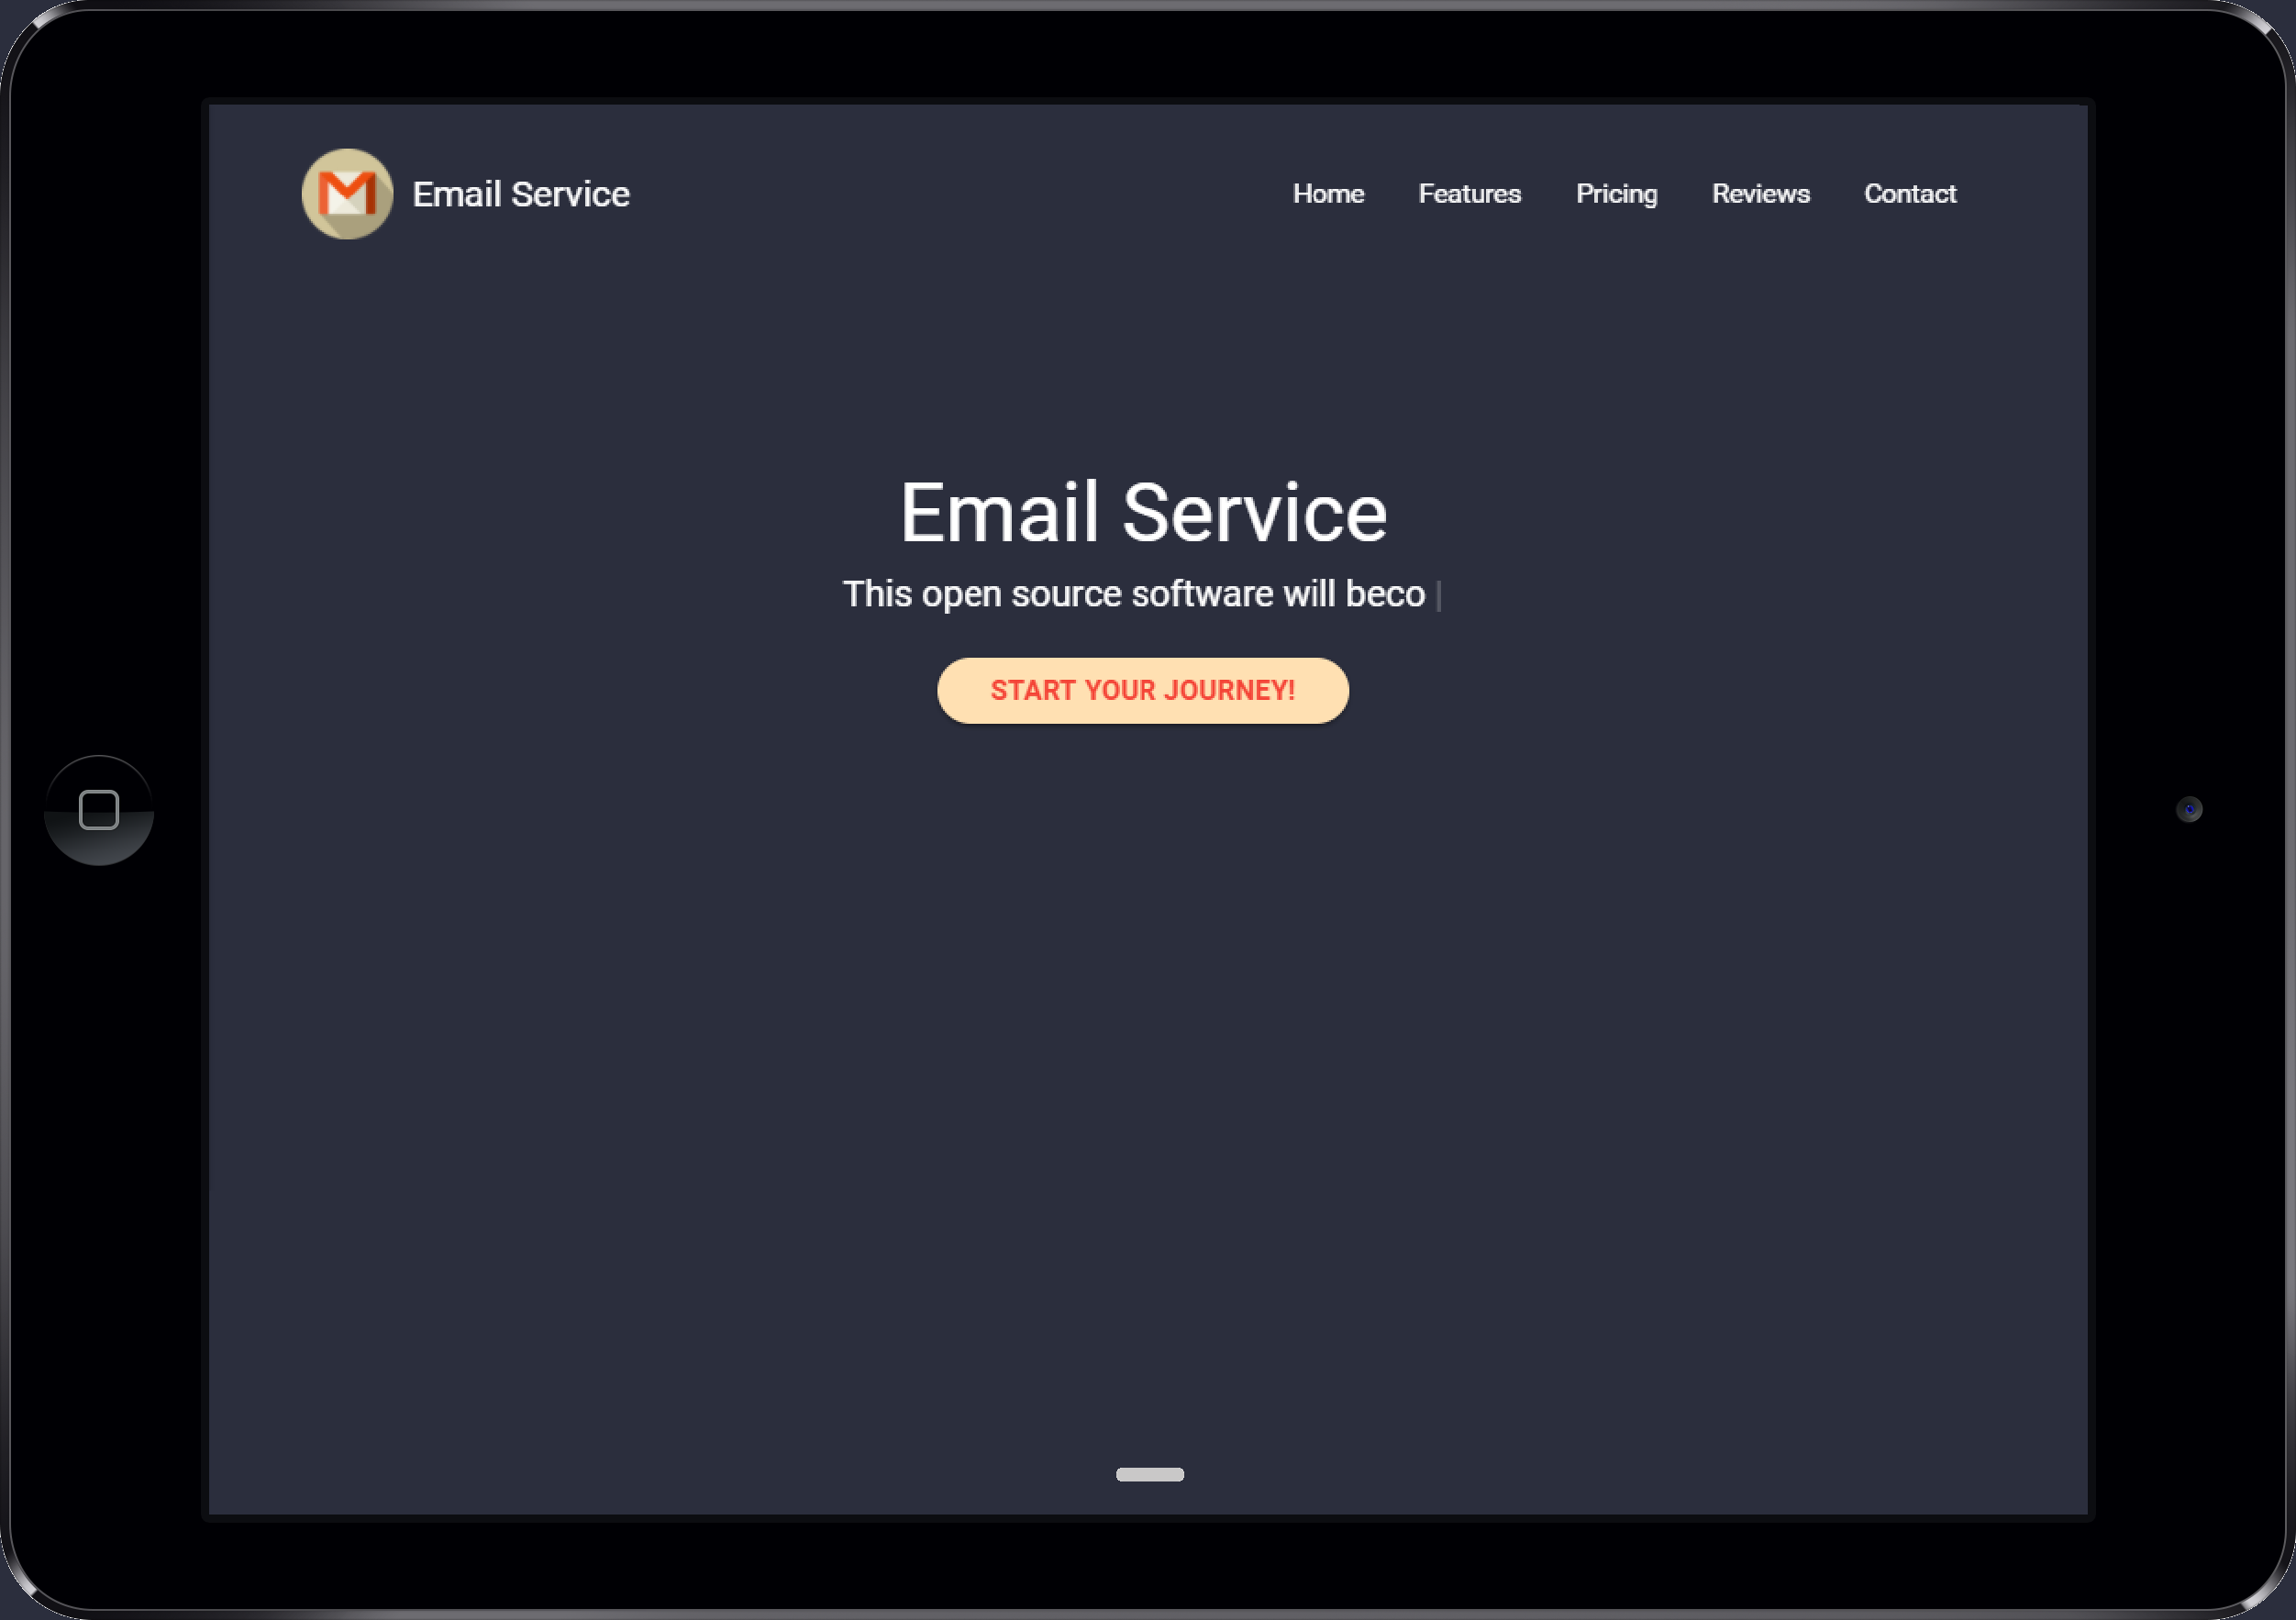 Email Service
Home Features Pricing Reviews Contact
Email Service
This open source software will beco |
START YOUR JOURNEY!